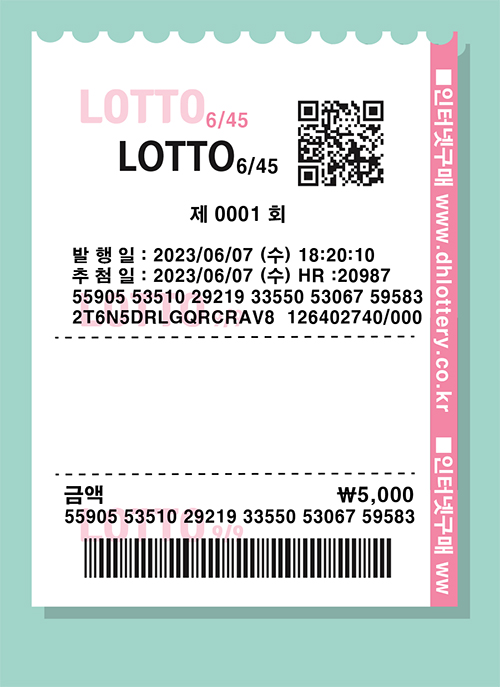 LOTTO 6/45
LOTTO 6/45
제 0001 회
발 행 일 : 2023/06/07 (수) 18:20:10
추 첨 일 : 2023/06/07 (수) HR :20987
55905 53510 29219 33550 53067 59583
2T6N5DRLGQRCRAV8 126402740/000
금액 ₩5,000
55905 53510 29219 33550 53067 59583
LOTTO 9/9
■인터넷구매 www.dhlottery.co.kr
■인터넷구매 ww